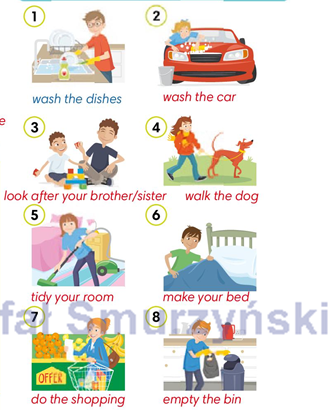 1
2
wash the dishes
wash the car
3
4
look after your brother/sister
walk the dog
5
6
tidy your room
make your bed
Smorzyński
7
8
OFFER
do the shopping
empty the bin